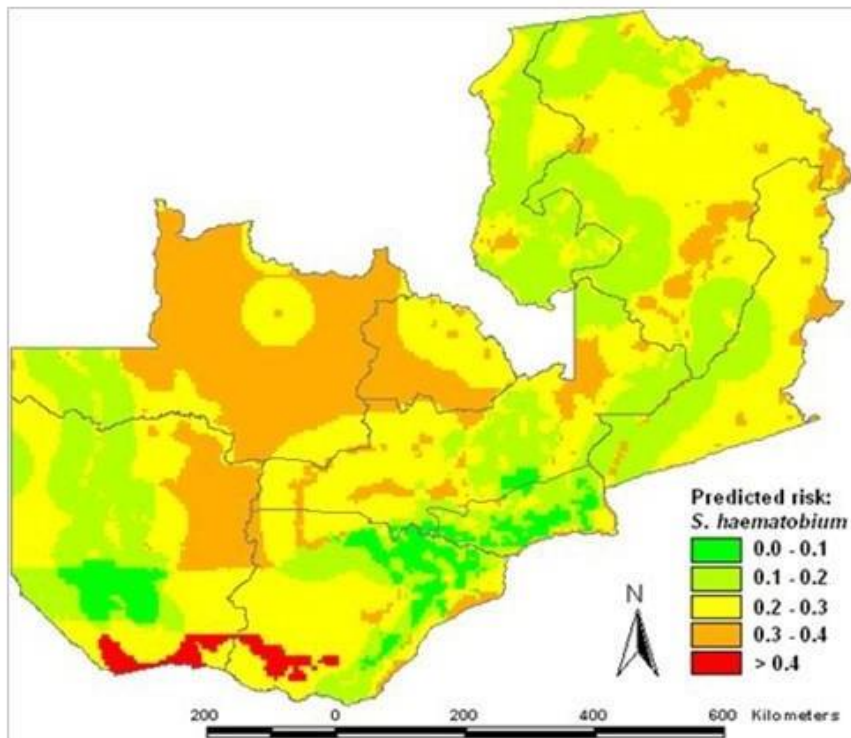 Predicted risk:
S. haematobium
0.0 - 0.1
0.1 - 0.2
0.2 - 0.3
0.3 - 0.4
> 0.4
N
200 0 200 400 600 Kilometers